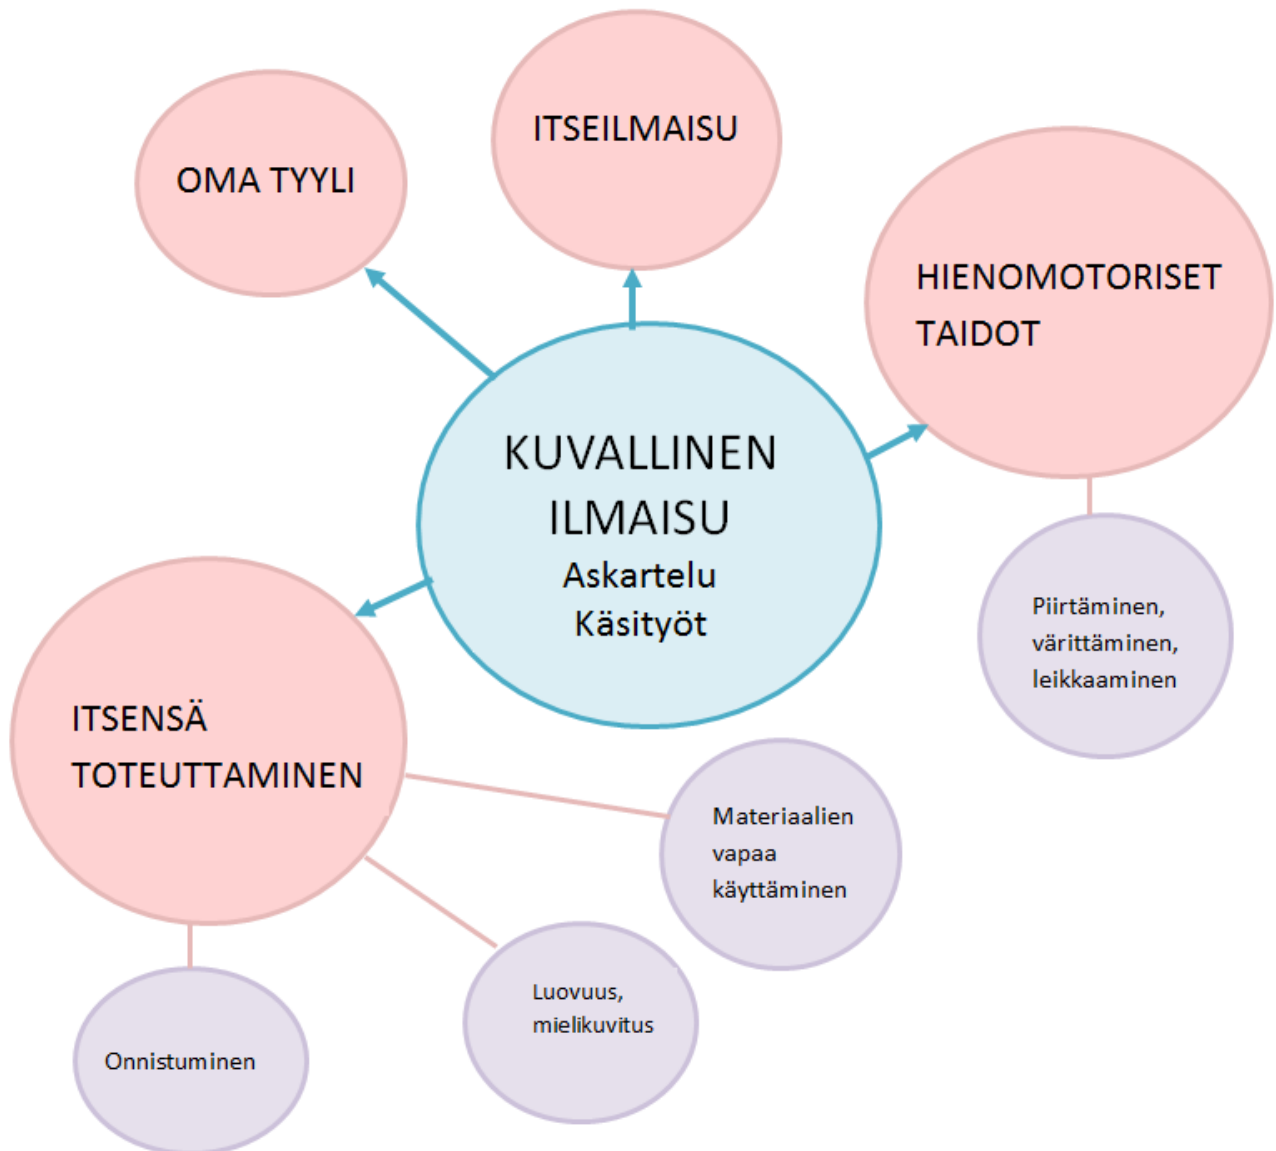 ITSEILMAISU
OMA TYYLI
HIENOMOTORISET
TAIDOT
KUVALLINEN
ILMAISU
Askartelu
Käsityöt
Piirtäminen,
värittäminen,
leikkaaminen
ITSENSÄ
TOTEUTTAMINEN
Materiaalien
vapaa
käyttäminen
Luovuus,
mielikuvitus
Onnistuminen